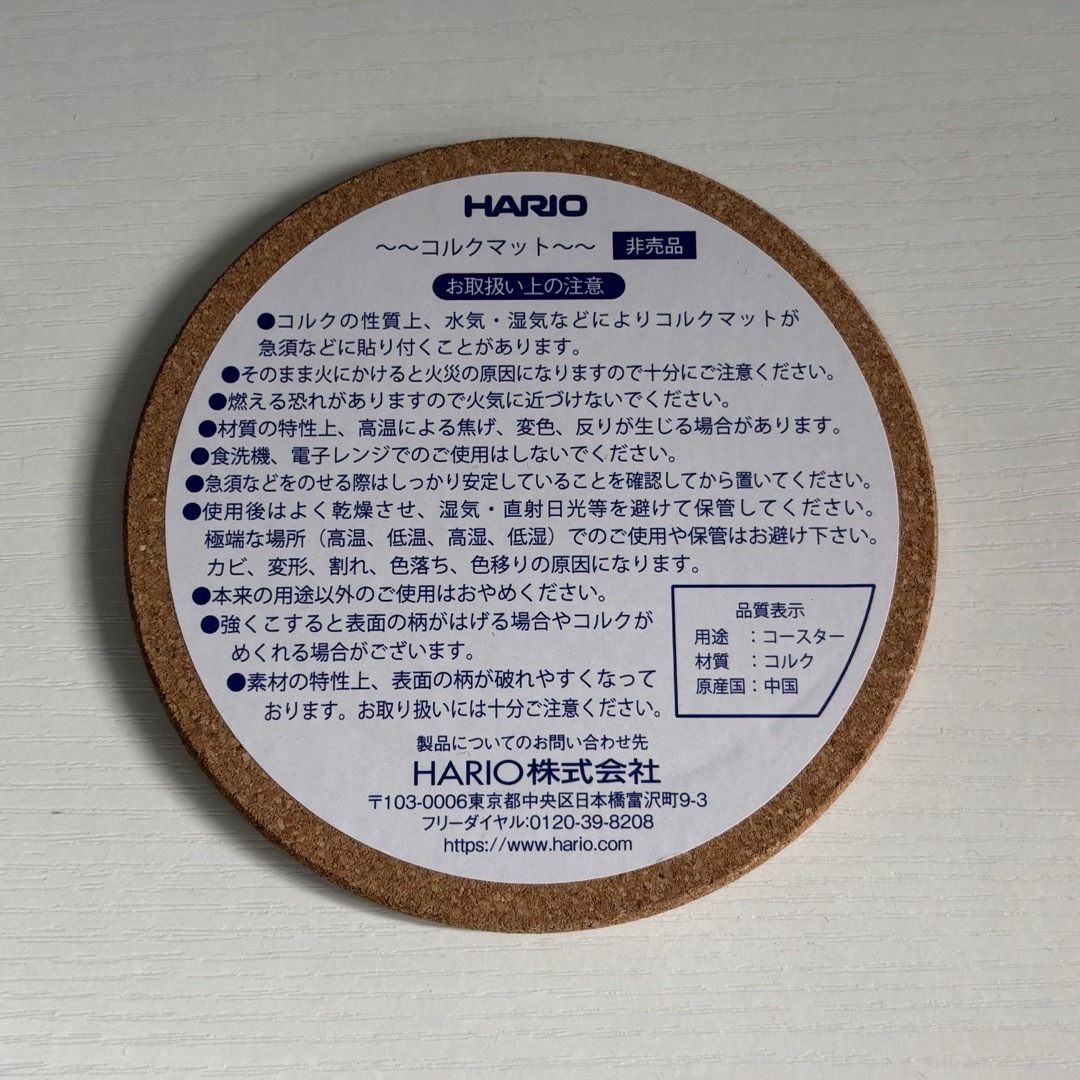 HARIO
～～コルクマット～～ 非売品
お取扱い上の注意
●コルクの性質上、水気・湿気などによりコルクマットが
急須などに貼り付くことがあります。
●そのまま火にかけると火災の原因になりますので十分にご注意ください。
●燃える恐れがありますので火気に近づけないでください。
●材質の特性上、高温による焦げ、変色、反りが生じる場合があります。
●食洗機、電子レンジでのご使用はしないでください。
●急須などをのせる際はしっかり安定していることを確認してから置いてください。
●使用後はよく乾燥させ、湿気・直射日光等を避けて保管してください。
極端な場所（高温、低温、高湿、低湿）でのご使用や保管はお避け下さい。
カビ、変形、割れ、色落ち、色移りの原因になります。
●本来の用途以外のご使用はおやめください。
●強くこすると表面の柄がはげる場合やコルクが
めくれる場合がございます。
●素材の特性上、表面の柄が破れやすくなって
おります。お取り扱いには十分ご注意ください。
品質表示
用途　：コースター
材質　：コルク
原産国：中国
製品についてのお問い合わせ先
HARIO株式会社
〒103-0006東京都中央区日本橋富沢町9-3
フリーダイヤル:0120-39-8208
https://www.hario.com